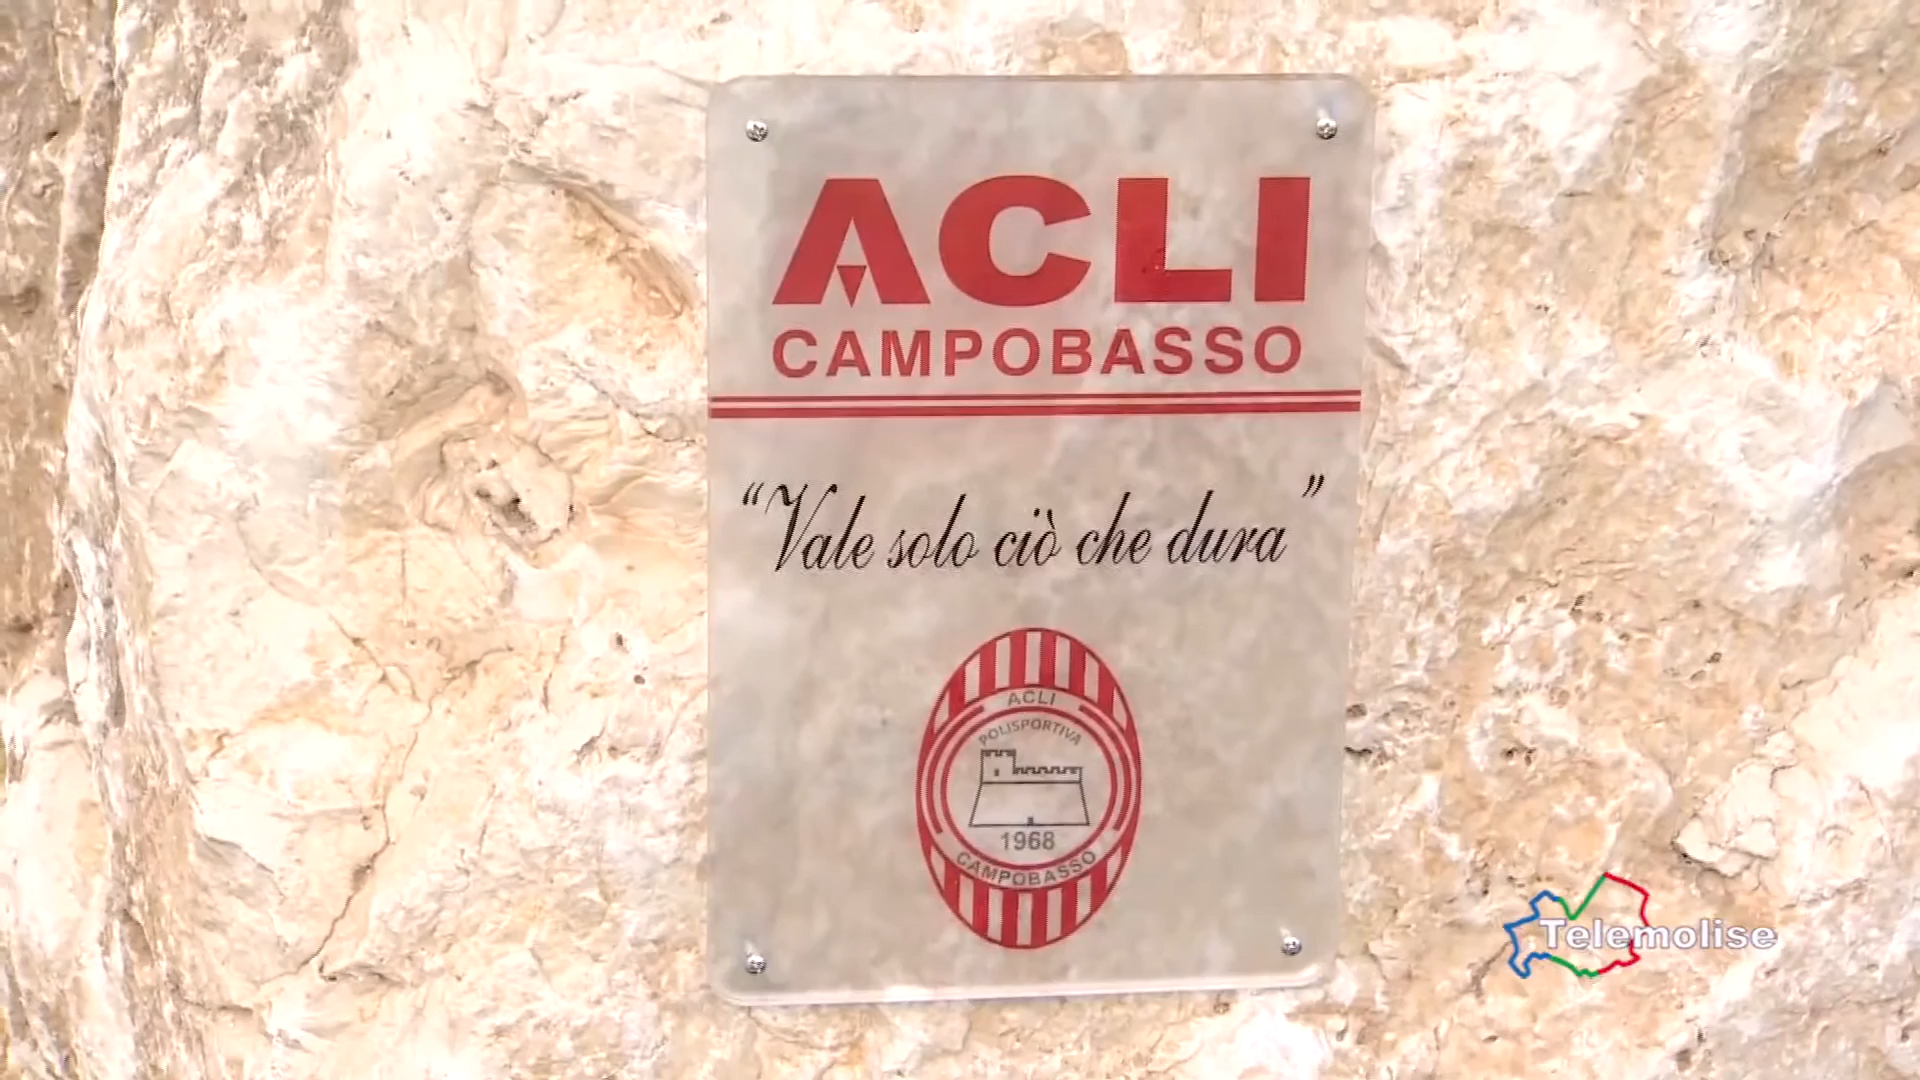 ACLI
CAMPOBASSO
“Vale solo ciò che dura”
ACLI
POLISPORTIVA
1968
CAMPOBASSO
Telemolise